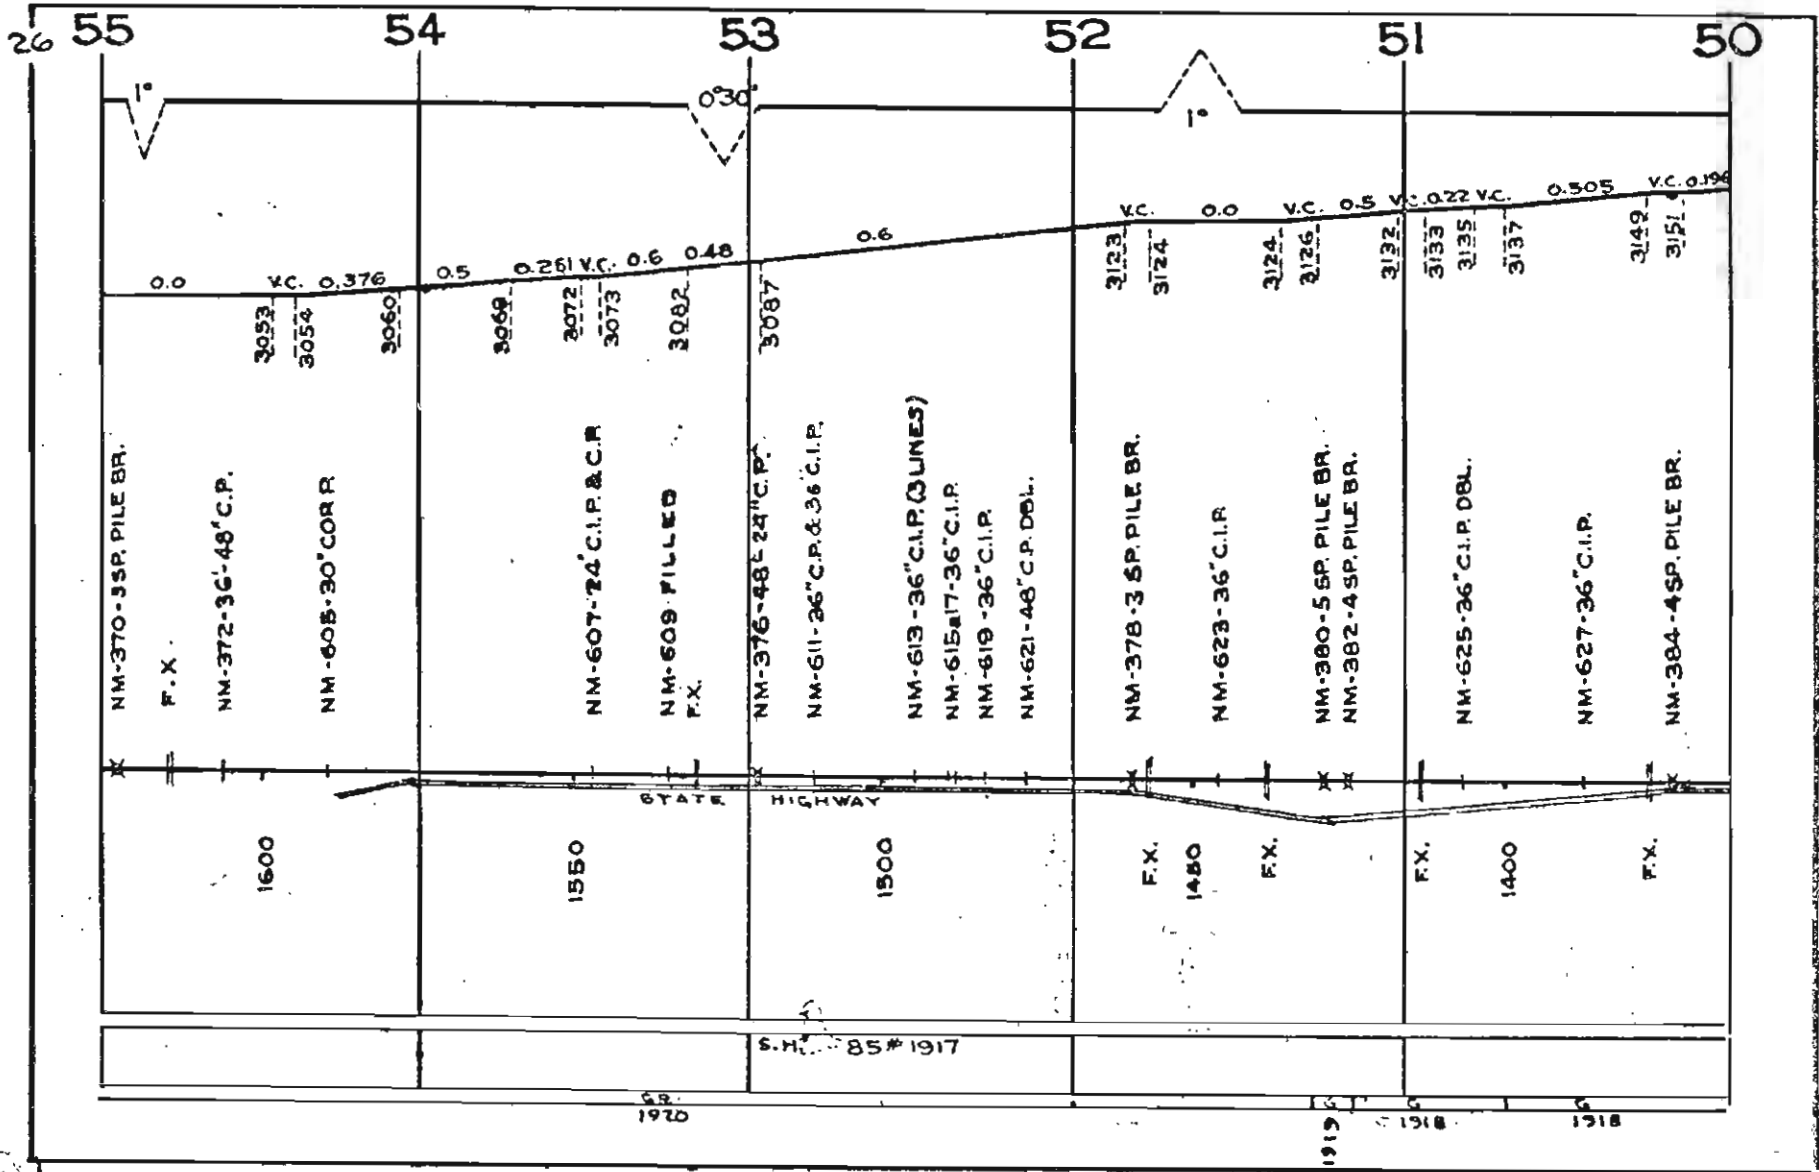 26 55 54 53 52 51 50
1° 0°30' 1°
0.0 V.C. 0.376 0.5 0.261 V.C. 0.6 0.48 0.6 V.C. 0.0 V.C. 0.5 V.C. 0.22 V.C. 0.505 V.C. 0.196
3053
3054
3060
3069
3072
3073
3082
3087
3123
3124
3124
3126
3132
3133
3135
3137
3149
3151
NM-370-3 SP. PILE BR.
F.X.
NM-372-36"-48" C.P.
NM-605-30" COR P.
NM-607-24" C.I.P. & C.P.
NM-609 FILLED
F.X.
NM-376-48"-24" C.P.
NM-611-36" C.P. & 36" C.I.P.
NM-613-36" C.I.P. (3 LINES)
NM-615 a 17-36" C.I.P.
NM-619-36" C.I.P.
NM-621-48" C.P. DBL.
NM-378-3 SP. PILE BR.
NM-623-36" C.I.P.
NM-380-5 SP. PILE BR.
NM-382-4 SP. PILE BR.
NM-625-36" C.I.P. DBL.
NM-627-36" C.I.P.
NM-384-4 SP. PILE BR.
STATE HIGHWAY
1600
1550
1500
F.X.
1450
F.X.
F.X.
1400
F.X.
S.H. 85# 1917
G.R.
1920
G
1919
G
1918
G
1918